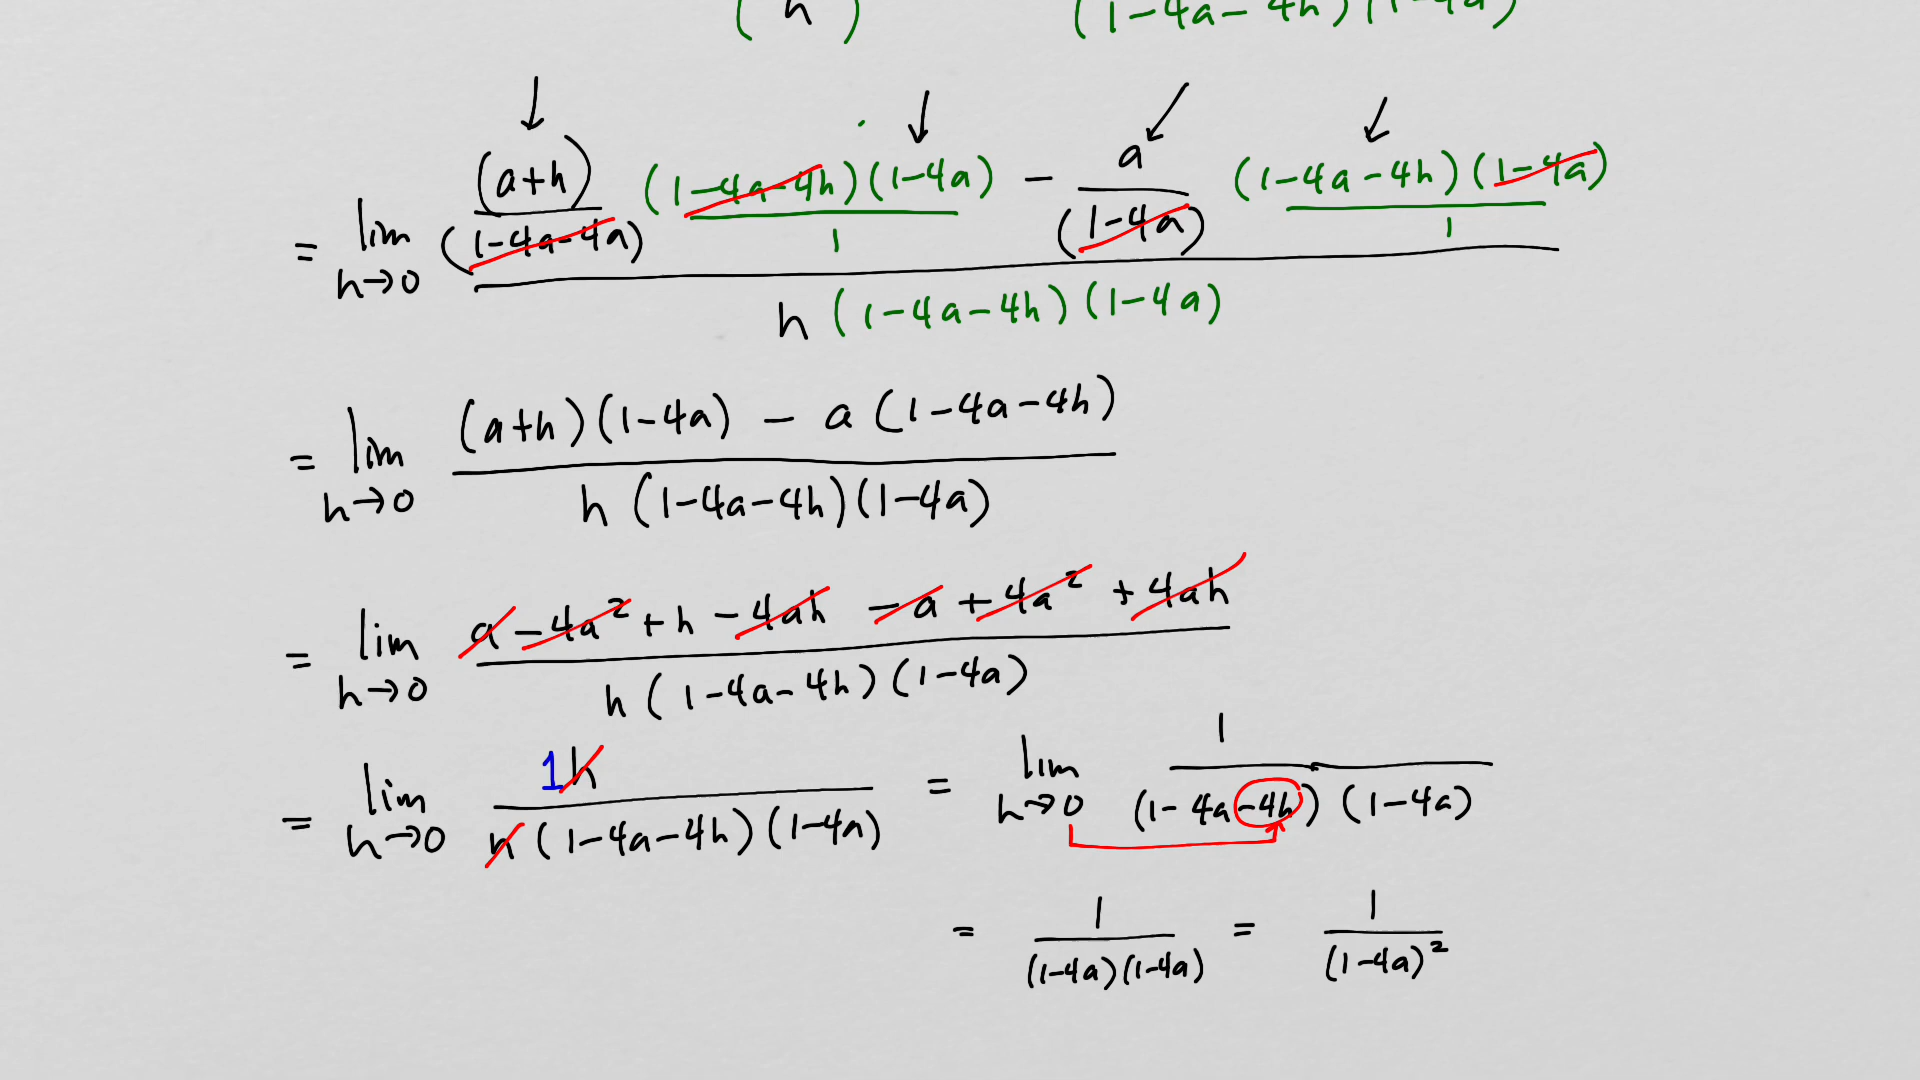 ( h ) (1-4a-4h)(1-4a)
= lim h→0 ((a+h)/(1-4a-4a) (1-4a-4h)(1-4a)/1 - a/(1-4a) (1-4a-4h)(1-4a)/1) / (h(1-4a-4h)(1-4a))
= lim h→0 ((a+h)(1-4a) - a(1-4a-4h)) / (h(1-4a-4h)(1-4a))
= lim h→0 (a-4a²+h-4ah-a+4a²+4ah) / (h(1-4a-4h)(1-4a))
= lim h→0 1h / (h(1-4a-4h)(1-4a)) = lim h→0 1 / ((1-4a-4h)(1-4a))
= 1/((1-4a)(1-4a)) = 1/(1-4a)²